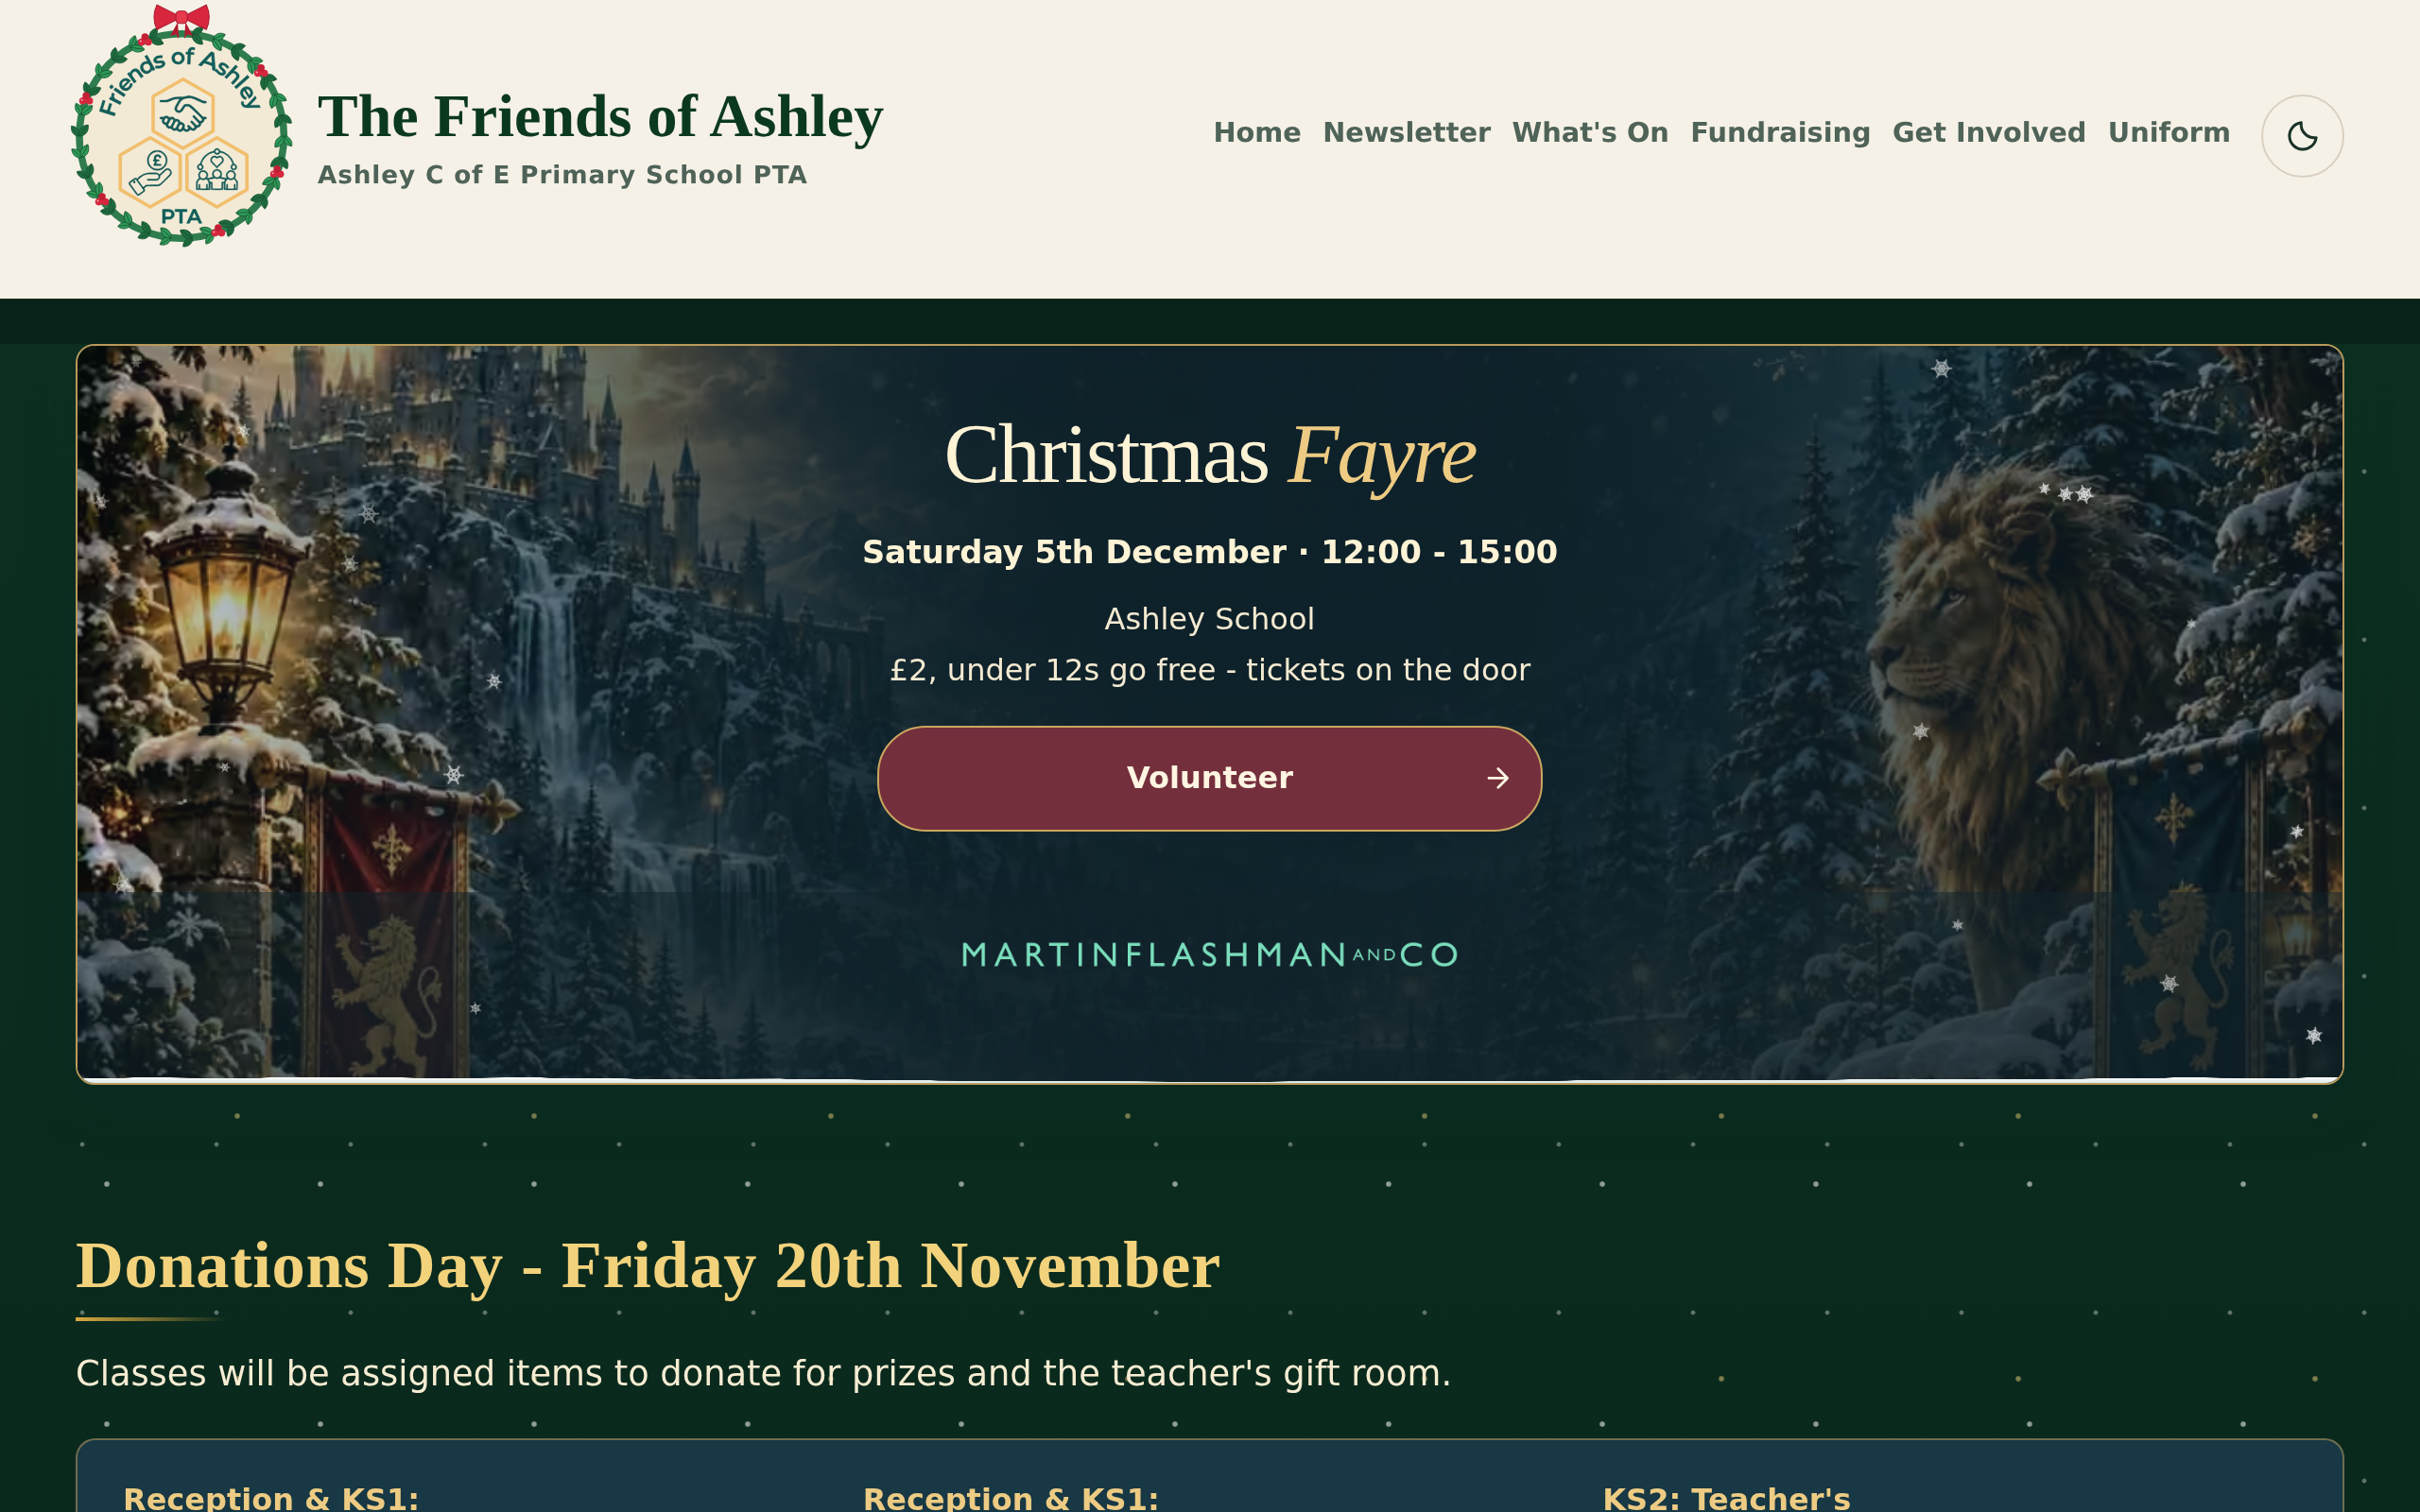 Friends of Ashley
PTA
The Friends of Ashley
Ashley C of E Primary School PTA
Home Newsletter What's On Fundraising Get Involved Uniform
Christmas Fayre
Saturday 5th December · 12:00 - 15:00
Ashley School
£2, under 12s go free - tickets on the door
Volunteer →
MARTINFLASHMANANDCO
Donations Day - Friday 20th November
Classes will be assigned items to donate for prizes and the teacher's gift room.
Reception & KS1:
Reception & KS1:
KS2: Teacher's